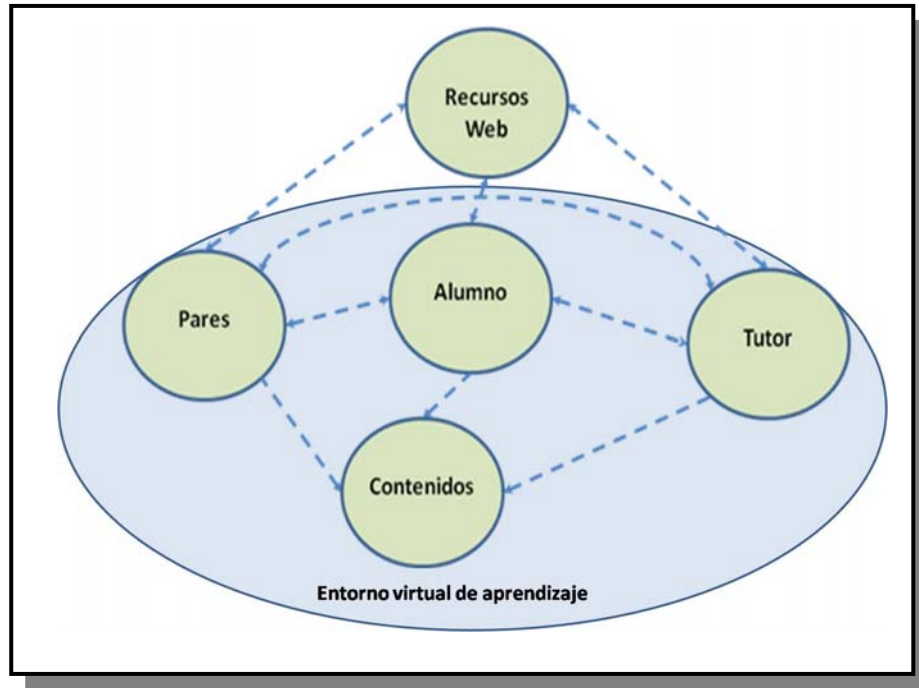 Recursos
Web
Pares
Alumno
Tutor
Contenidos
Entorno virtual de aprendizaje